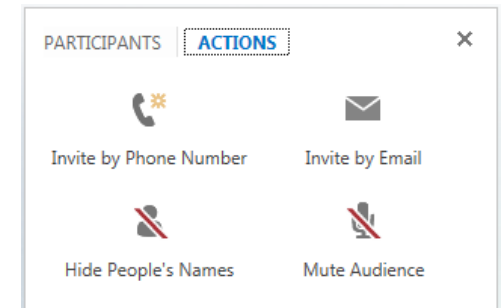 PARTICIPANTS ACTIONS
Invite by Phone Number Invite by Email
Hide People's Names Mute Audience